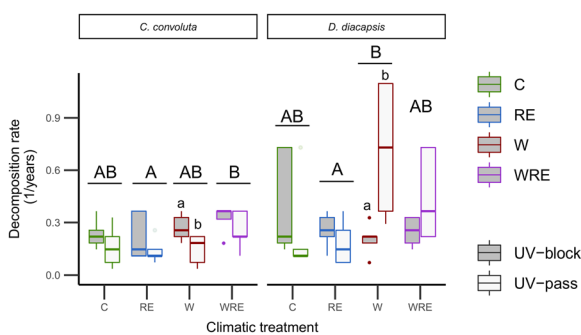 C. convoluta
D. diacapsis
Decomposition rate
(1/years)
0.9
0.6
0.3
0.0
AB
A
AB
B
a
b
AB
A
B
AB
a
b
C
RE
W
WRE
C
RE
W
WRE
Climatic treatment
C
RE
W
WRE
UV-block
UV-pass